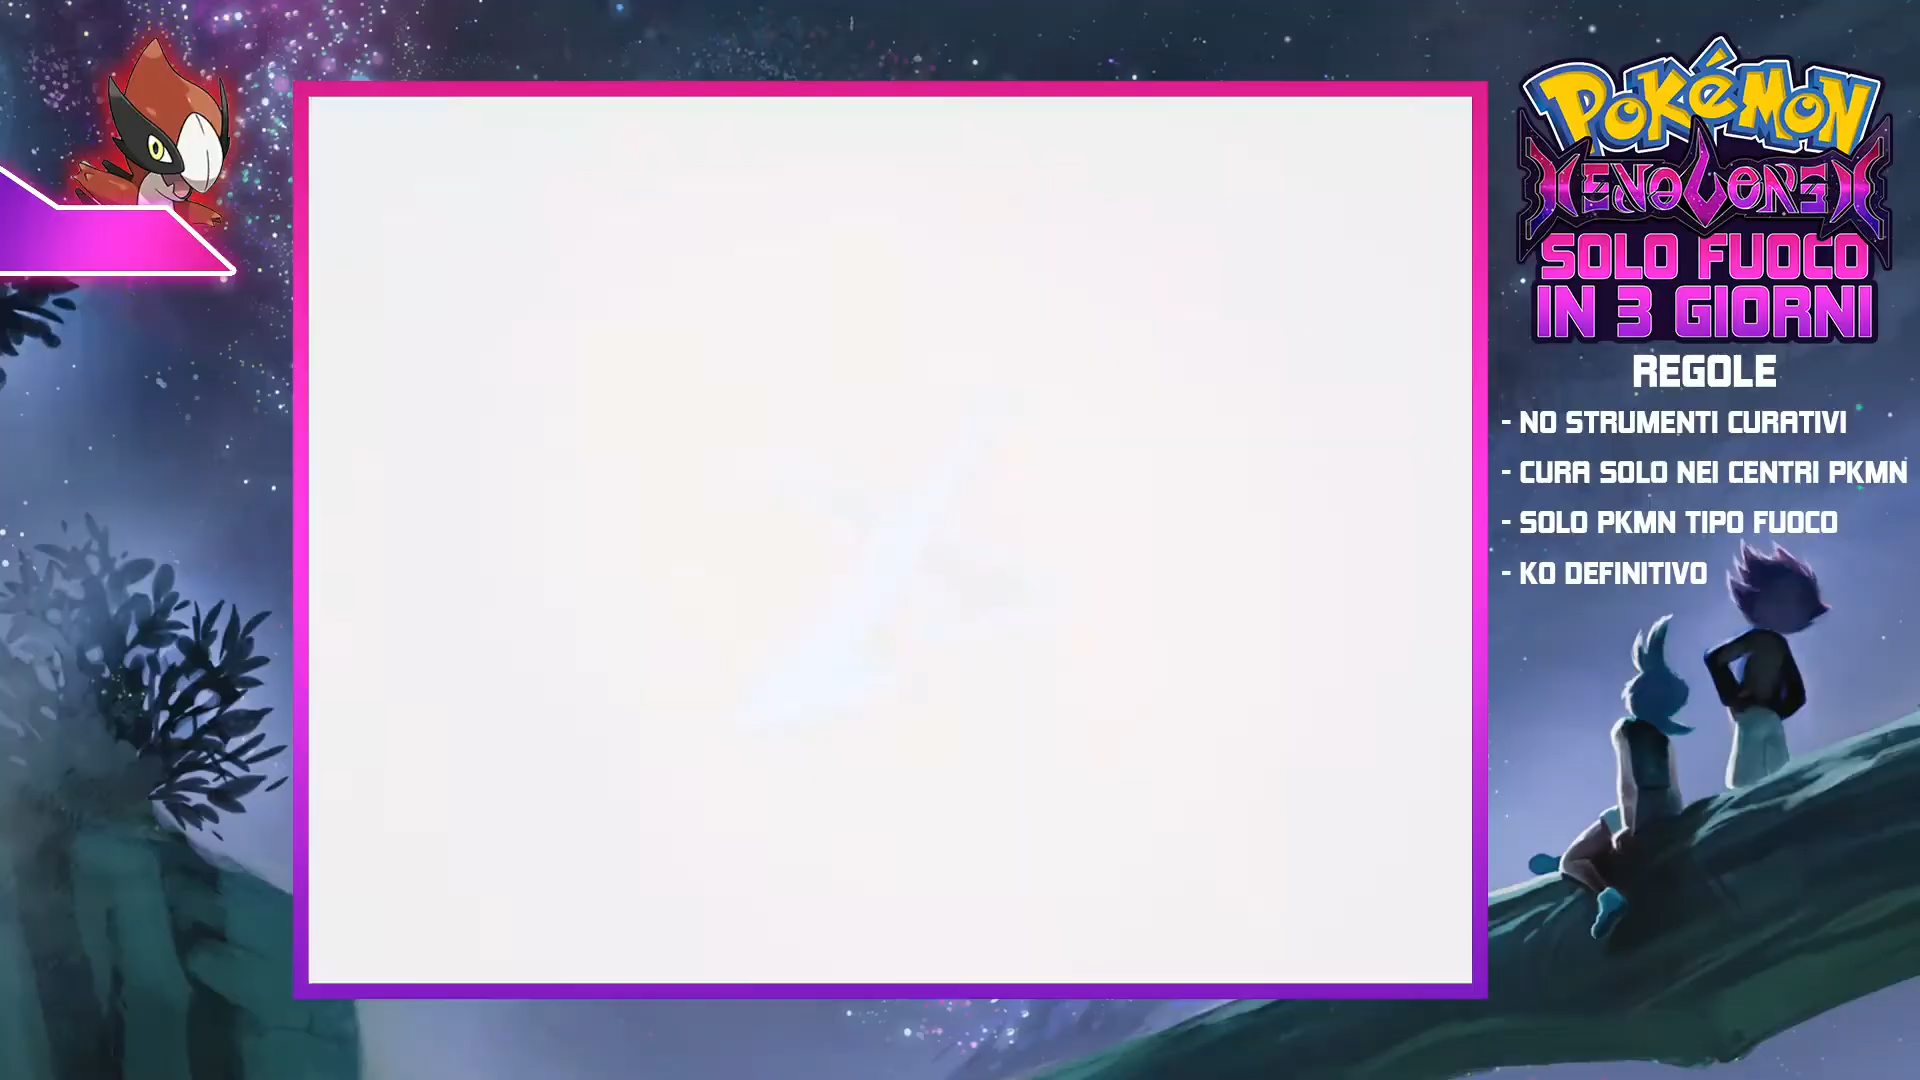 POKÉMON
XENOVERSE
SOLO FUOCO
IN 3 GIORNI
REGOLE
- NO STRUMENTI CURATIVI
- CURA SOLO NEI CENTRI PKMN
- SOLO PKMN TIPO FUOCO
- KO DEFINITIVO